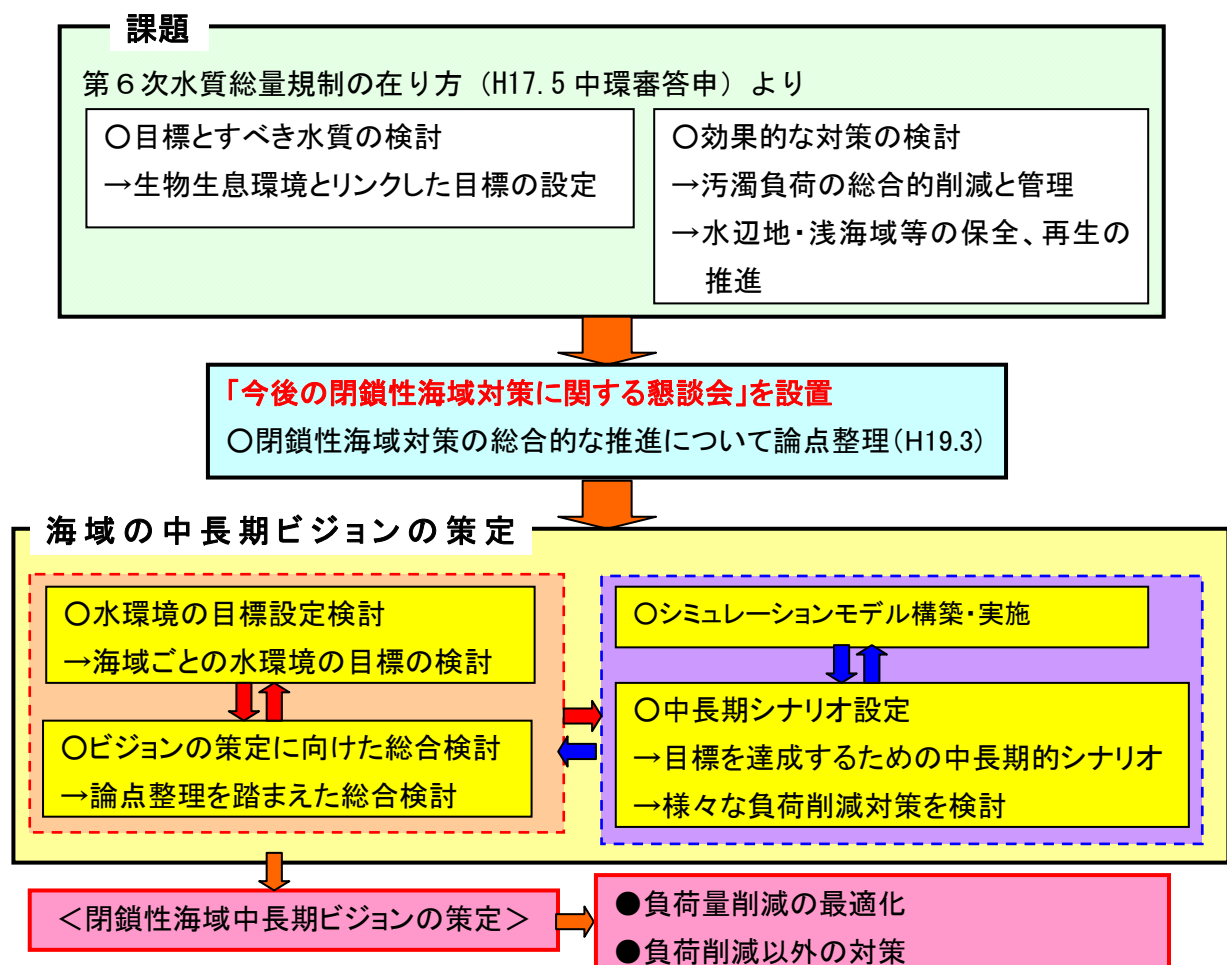 課題
第６次水質総量規制の在り方（H17.5 中環審答申）より
○目標とすべき水質の検討
→生物生息環境とリンクした目標の設定
○効果的な対策の検討
→汚濁負荷の総合的削減と管理
→水辺地・浅海域等の保全、再生の
推進
「今後の閉鎖性海域対策に関する懇談会」を設置
○閉鎖性海域対策の総合的な推進について論点整理（H19.3）
海域の中長期ビジョンの策定
○水環境の目標設定検討
→海域ごとの水環境の目標の検討
○ビジョンの策定に向けた総合検討
→論点整理を踏まえた総合検討
○シミュレーションモデル構築・実施
○中長期シナリオ設定
→目標を達成するための中長期的シナリオ
→様々な負荷削減対策を検討
＜閉鎖性海域中長期ビジョンの策定＞
●負荷量削減の最適化
●負荷削減以外の対策